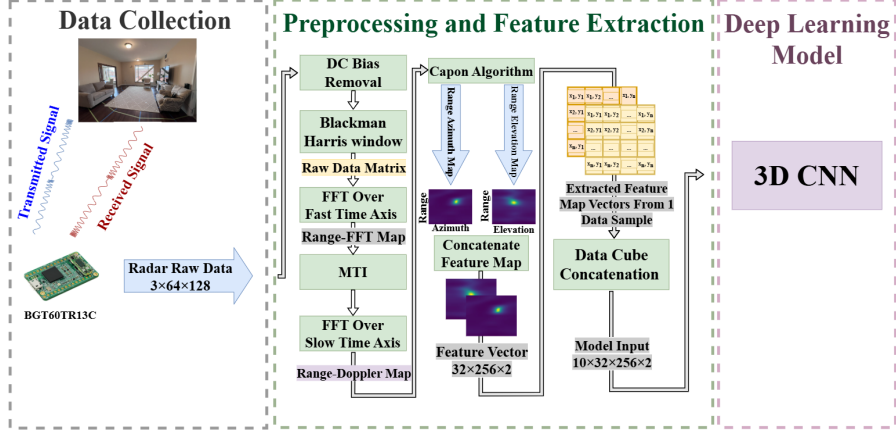 Data Collection
Transmitted Signal
Received Signal
BGT60TR13C
Radar Raw Data
3×64×128
Preprocessing and Feature Extraction
DC Bias
Removal
Blackman
Harris window
Raw Data Matrix
FFT Over
Fast Time Axis
Range-FFT Map
MTI
FFT Over
Slow Time Axis
Range-Doppler Map
Capon Algorithm
Range Azimuth Map
Range Elevation Map
Range
Azimuth
Range
Elevation
Concatenate
Feature Map
Feature Vector
32×256×2
Extracted Feature
Map Vectors From 1
Data Sample
Data Cube
Concatenation
Model Input
10×32×256×2
Deep Learning
Model
3D CNN